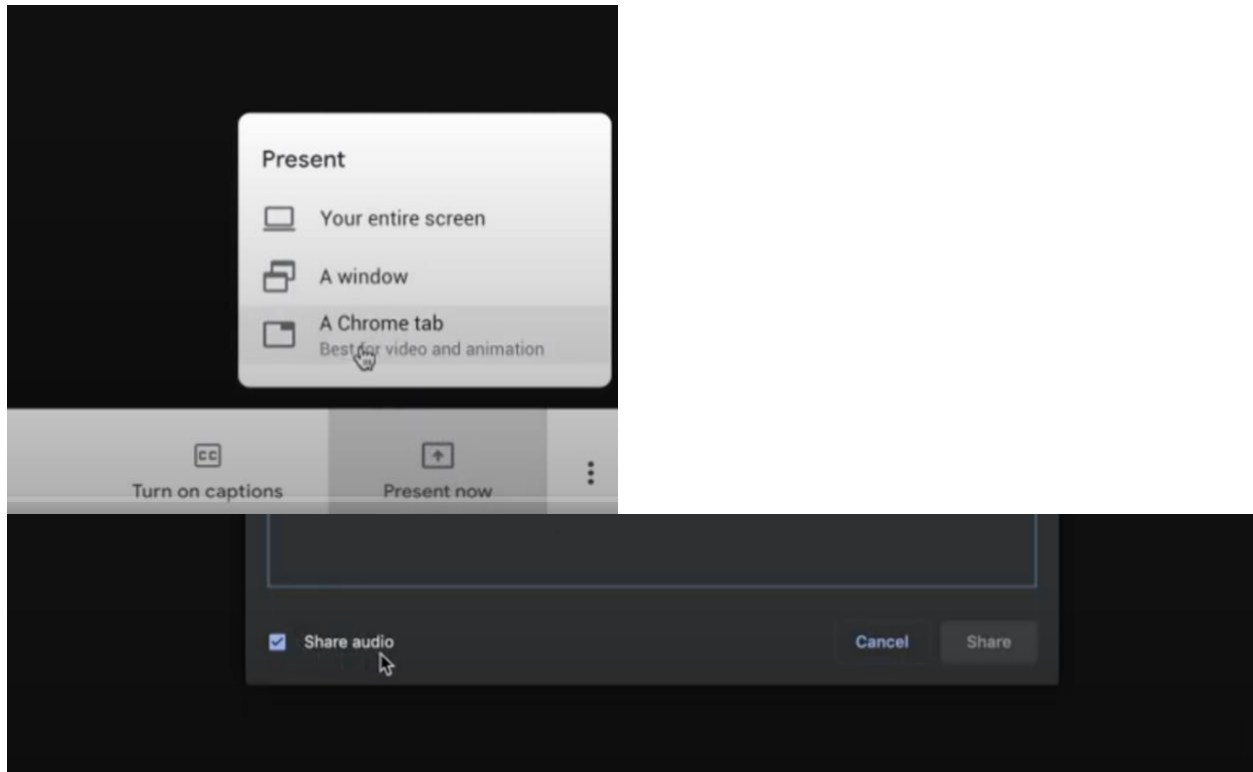 Present
Your entire screen
A window
A Chrome tab
Best for video and animation
CC
Turn on captions
Present now
Share audio
Cancel
Share